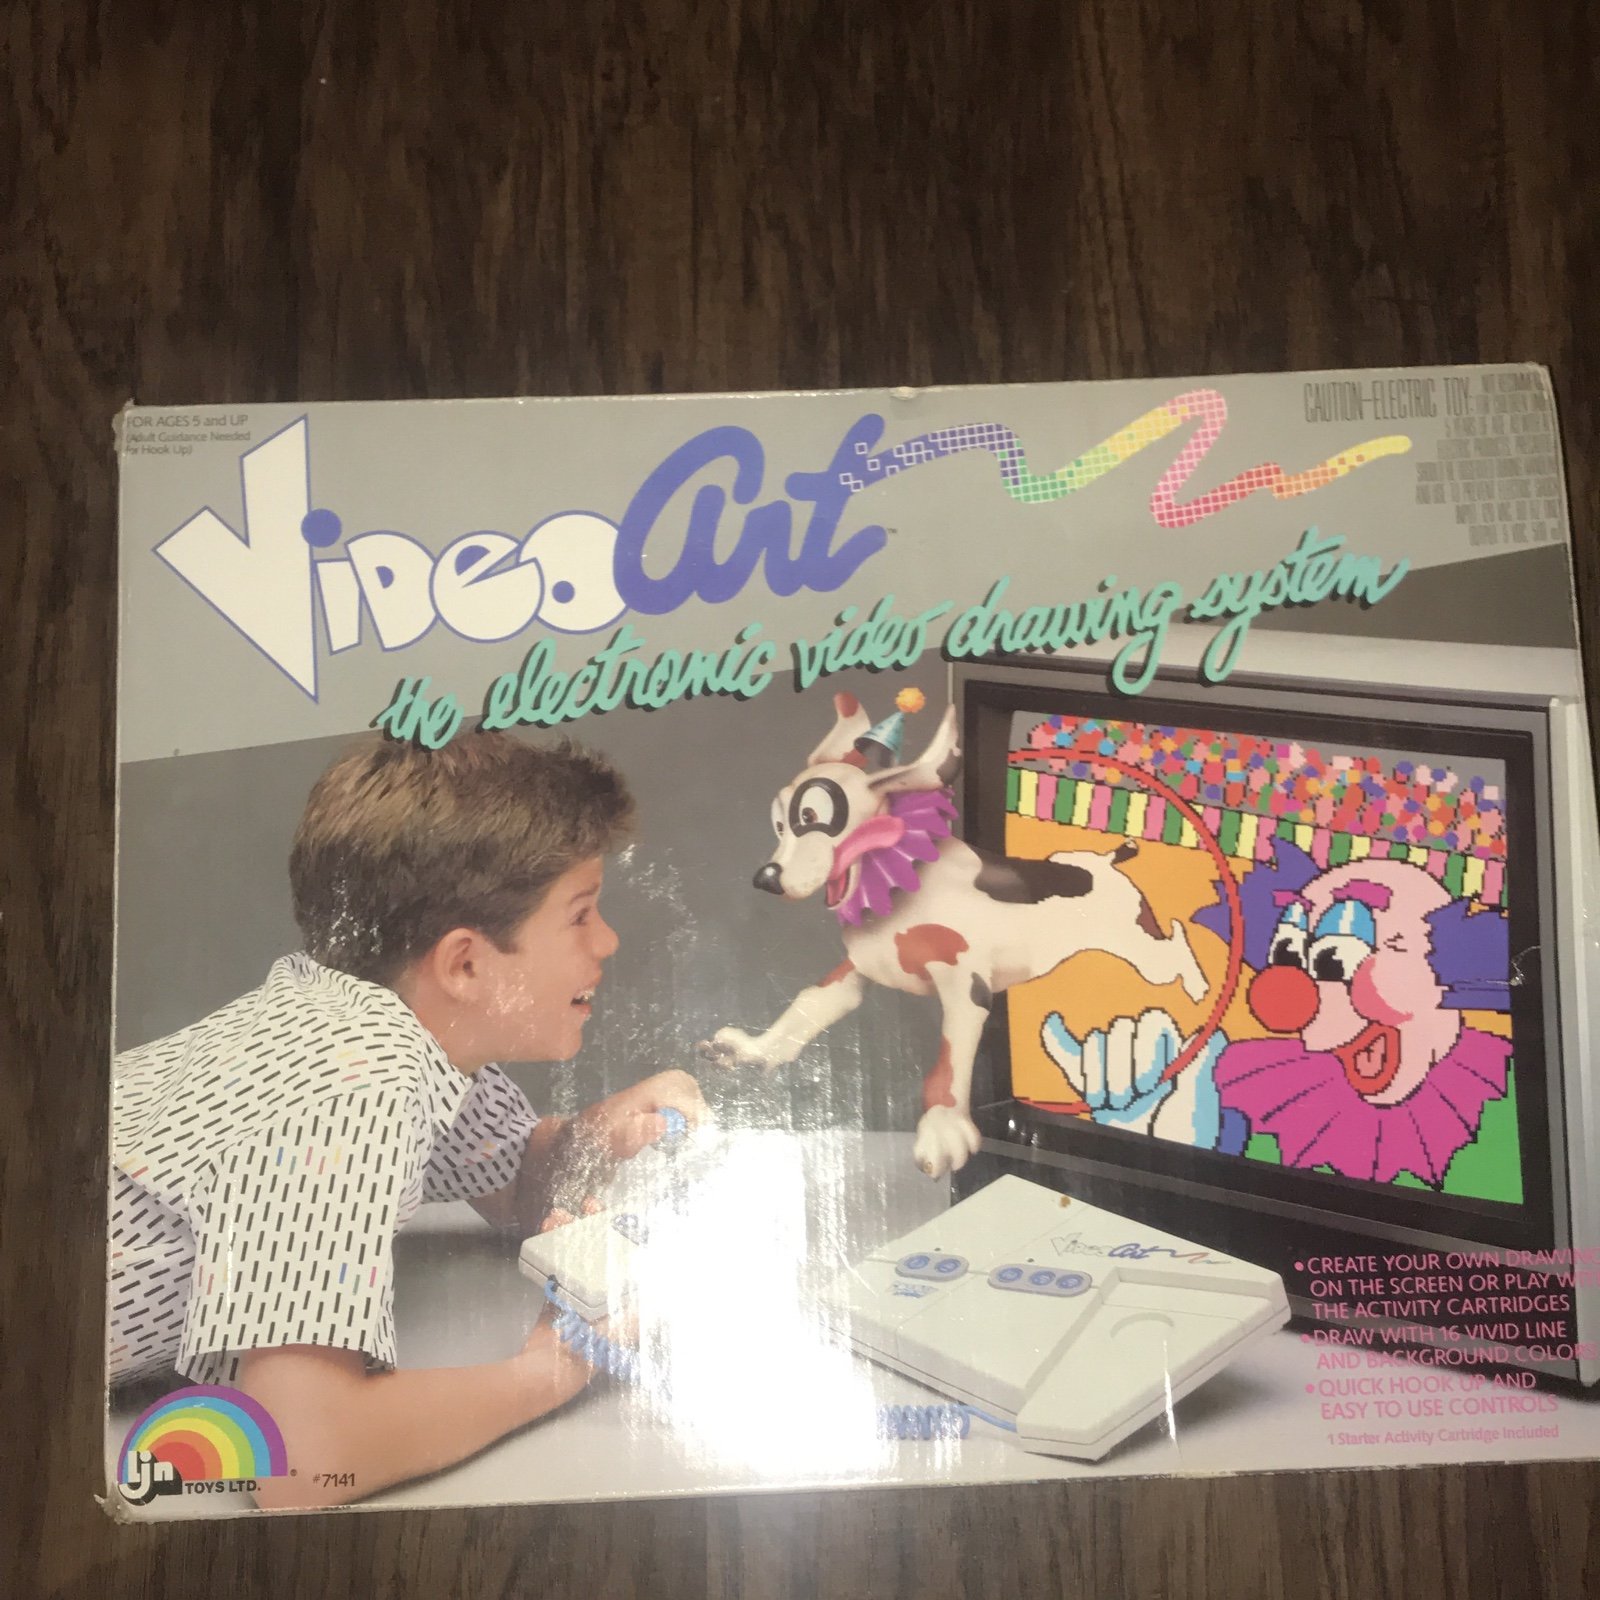 FOR AGES 5 and UP
(Adult Guidance Needed
for Hook Up)
CAUTION-ELECTRIC TOY:
VideoArt™
the electronic video drawing system
VideoArt
•CREATE YOUR OWN DRAWING
ON THE SCREEN OR PLAY
THE ACTIVITY CARTRIDGES
•DRAW WITH 16 VIVID LINE
AND BACKGROUND COLORS
•QUICK HOOK UP AND
EASY TO USE CONTROLS
1 Starter Activity Cartridge Included
ljn
TOYS LTD.®
#7141